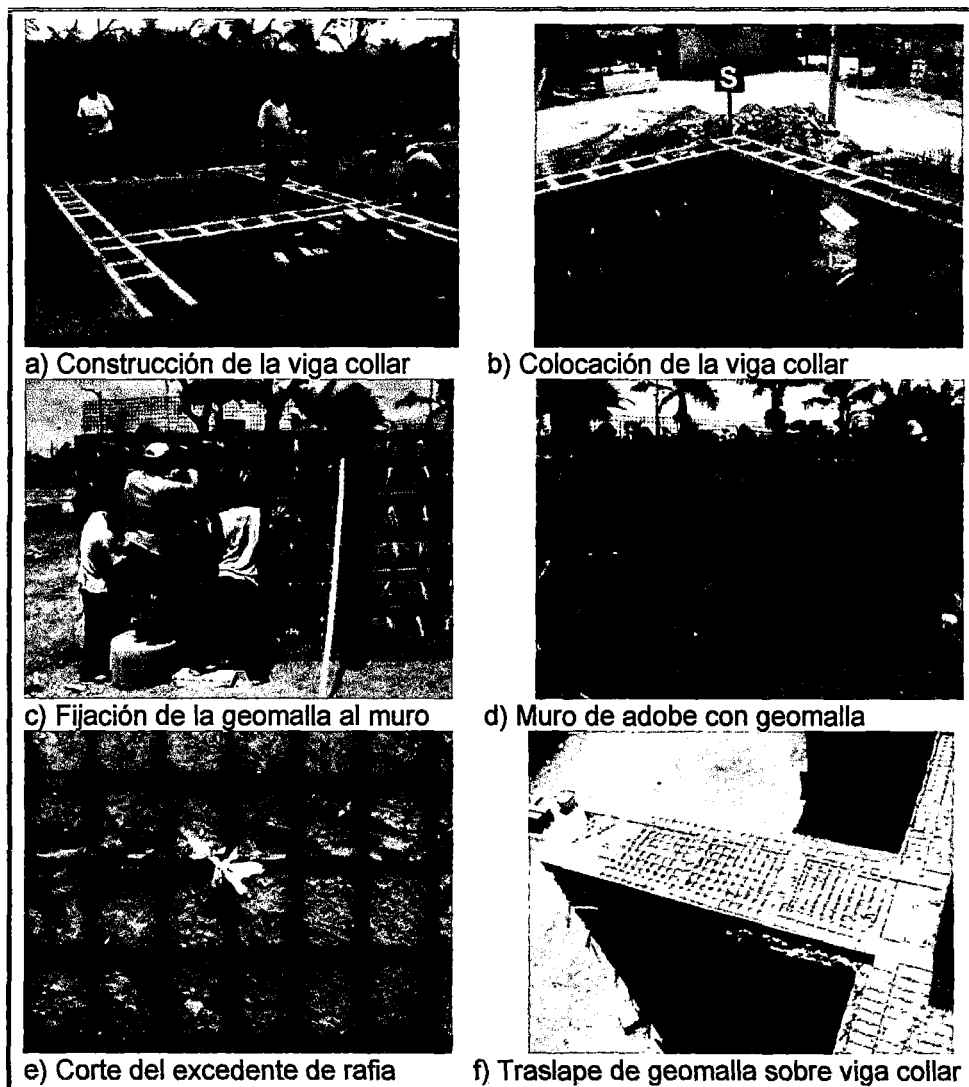 S
a) Construcción de la viga collar
b) Colocación de la viga collar
c) Fijación de la geomalla al muro
d) Muro de adobe con geomalla
e) Corte del excedente de rafia
f) Traslape de geomalla sobre viga collar